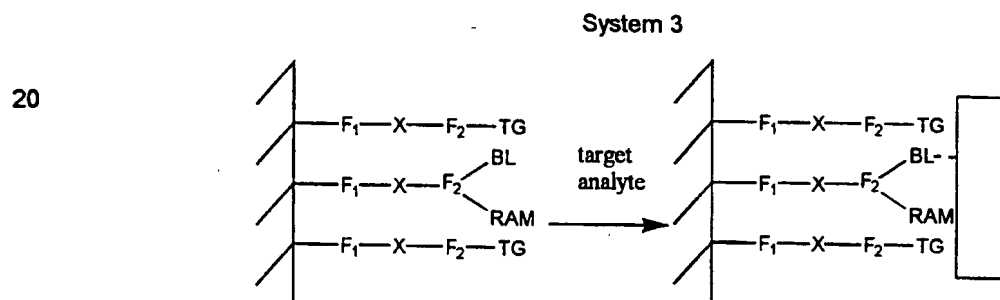 System 3
20
F₁—X—F₂—TG F₁—X—F₂—TG
BL target BL
F₁—X—F₂ analyte F₁—X—F₂
RAM RAM
F₁—X—F₂—TG F₁—X—F₂—TG